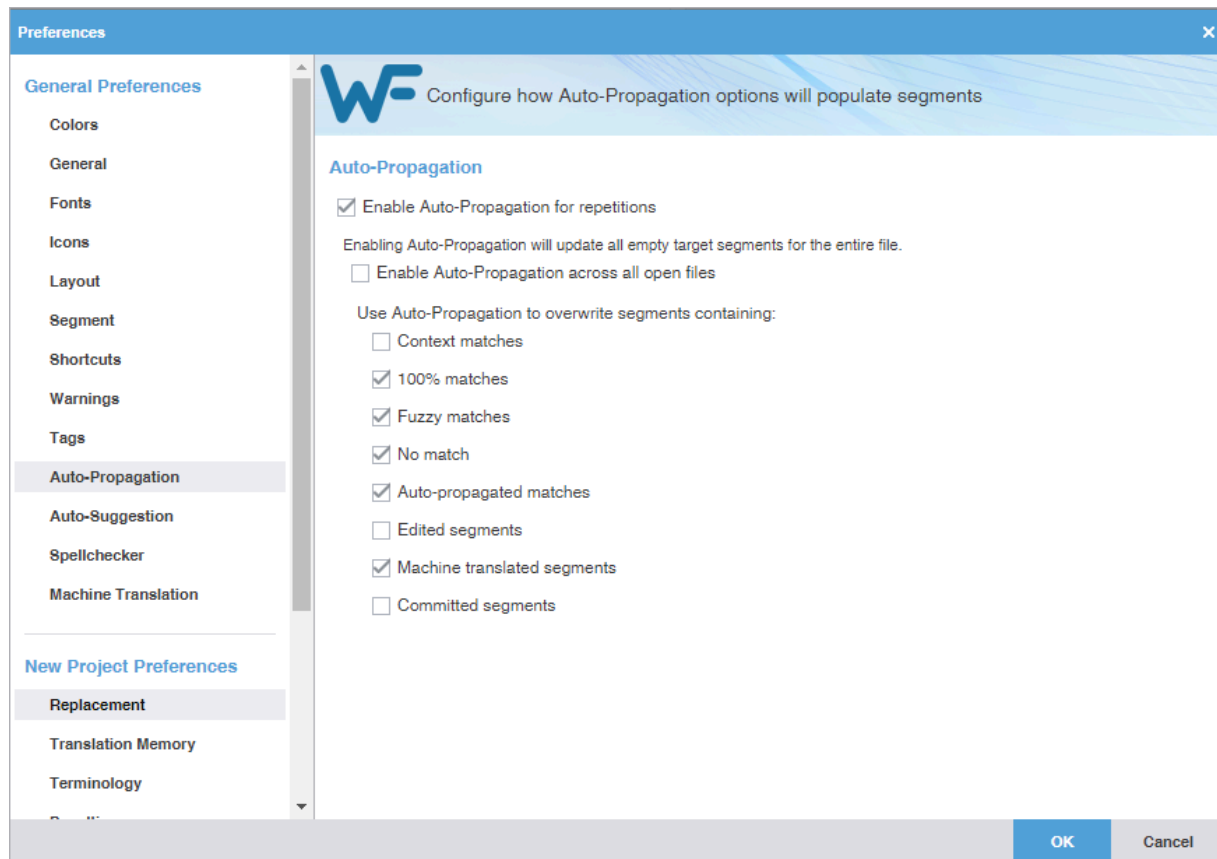 Preferences
General Preferences
Colors
General
Fonts
Icons
Layout
Segment
Shortcuts
Warnings
Tags
Auto-Propagation
Auto-Suggestion
Spellchecker
Machine Translation
New Project Preferences
Replacement
Translation Memory
Terminology
WF
Configure how Auto-Propagation options will populate segments
Auto-Propagation
Enable Auto-Propagation for repetitions
Enabling Auto-Propagation will update all empty target segments for the entire file.
Enable Auto-Propagation across all open files
Use Auto-Propagation to overwrite segments containing:
Context matches
100% matches
Fuzzy matches
No match
Auto-propagated matches
Edited segments
Machine translated segments
Committed segments
OK
Cancel